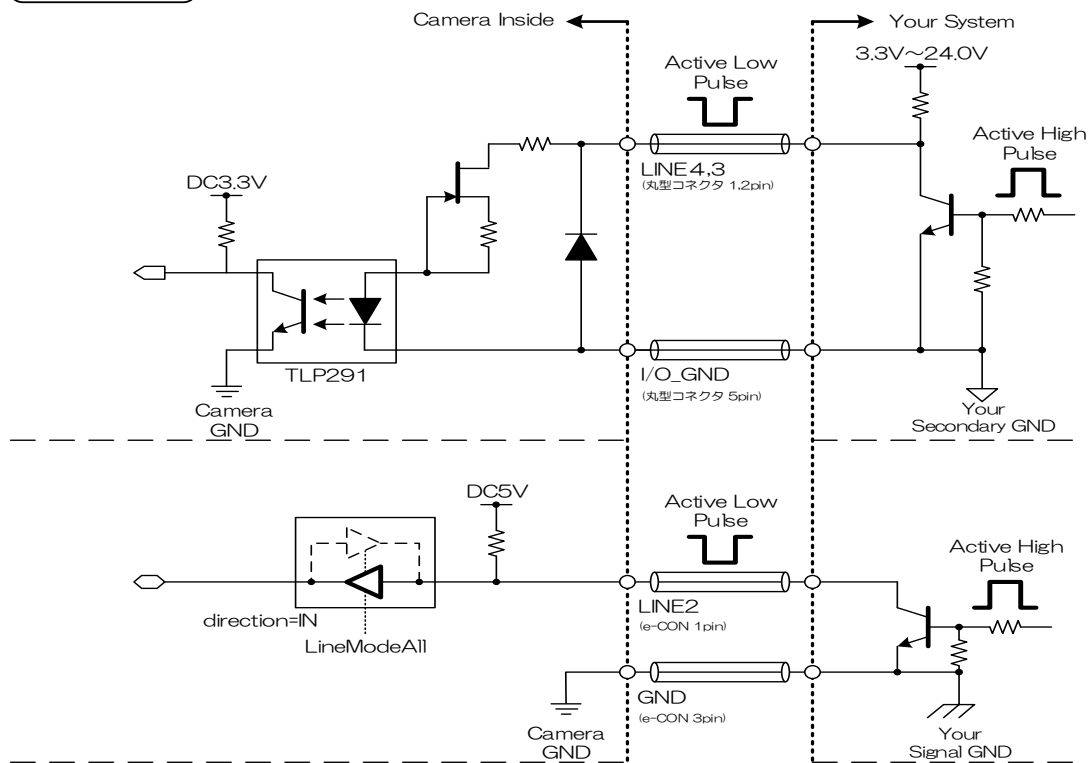 Camera Inside
Your System
3.3V～24.0V
Active Low
Pulse
Active High
Pulse
DC3.3V
LINE4,3
(丸型コネクタ 1,2pin)
TLP291
I/O_GND
(丸型コネクタ 5pin)
Camera
GND
Your
Secondary GND
DC5V
Active Low
Pulse
Active High
Pulse
direction=IN
LineModeAll
LINE2
(e-CON 1pin)
GND
(e-CON 3pin)
Camera
GND
Your
Signal GND